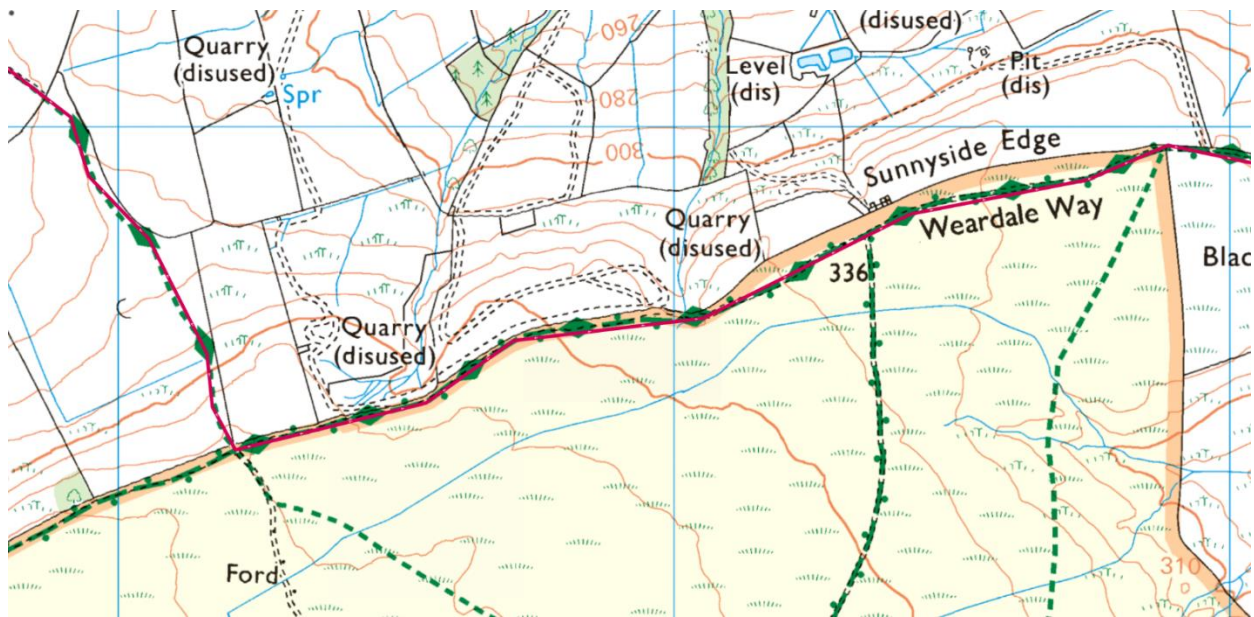 260
(disused)
Quarry
(disused)
Spr
Level
(dis)
Pit
(dis)
280
300
Sunnyside Edge
Quarry
(disused)
Weardale Way
336
Blac
Quarry
(disused)
Ford
310